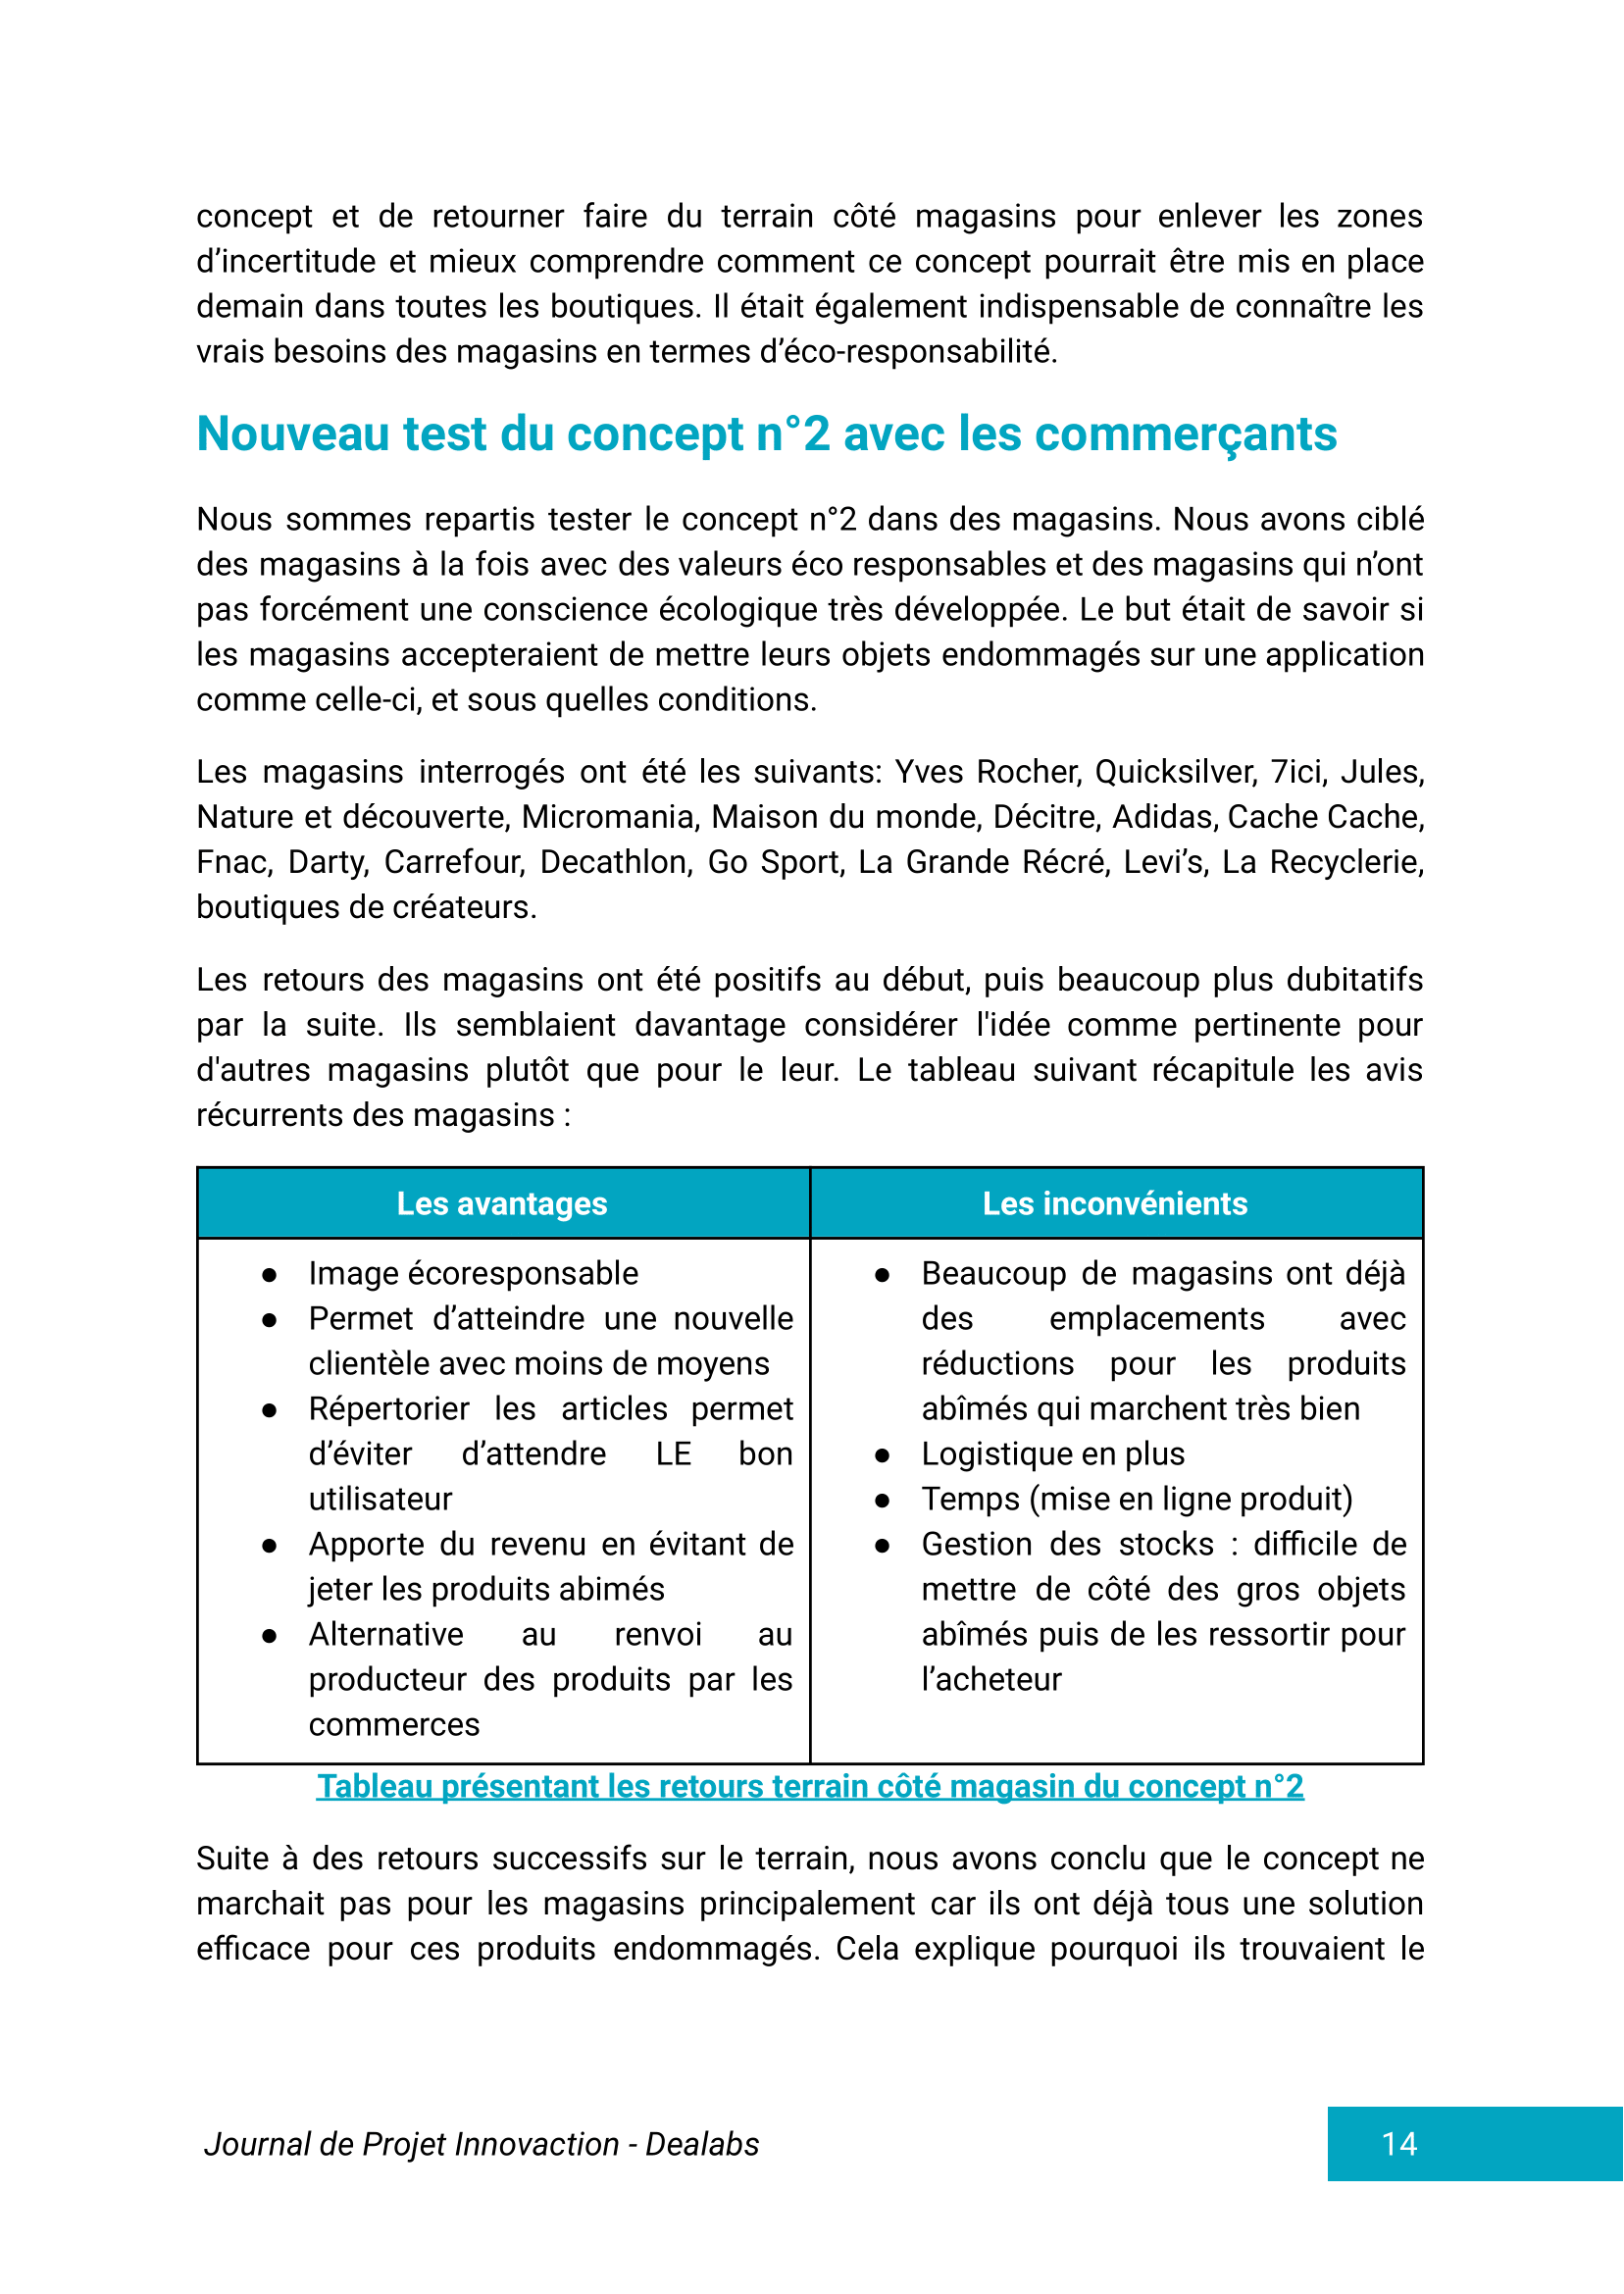 concept et de retourner faire du terrain côté magasins pour enlever les zones
d’incertitude et mieux comprendre comment ce concept pourrait être mis en place
demain dans toutes les boutiques. Il était également indispensable de connaître les
vrais besoins des magasins en termes d’éco-responsabilité.
Nouveau test du concept n°2 avec les commerçants
Nous sommes repartis tester le concept n°2 dans des magasins. Nous avons ciblé
des magasins à la fois avec des valeurs éco responsables et des magasins qui n’ont
pas forcément une conscience écologique très développée. Le but était de savoir si
les magasins accepteraient de mettre leurs objets endommagés sur une application
comme celle-ci, et sous quelles conditions.
Les magasins interrogés ont été les suivants: Yves Rocher, Quicksilver, 7ici, Jules,
Nature et découverte, Micromania, Maison du monde, Décitre, Adidas, Cache Cache,
Fnac, Darty, Carrefour, Decathlon, Go Sport, La Grande Récré, Levi’s, La Recyclerie,
boutiques de créateurs.
Les retours des magasins ont été positifs au début, puis beaucoup plus dubitatifs
par la suite. Ils semblaient davantage considérer l'idée comme pertinente pour
d'autres magasins plutôt que pour le leur. Le tableau suivant récapitule les avis
récurrents des magasins :
Les avantages
● Image écoresponsable
● Permet d’atteindre une nouvelle
clientèle avec moins de moyens
● Répertorier les articles permet
d’éviter d’attendre LE bon
utilisateur
● Apporte du revenu en évitant de
jeter les produits abimés
● Alternative au renvoi au
producteur des produits par les
commerces
Les inconvénients
● Beaucoup de magasins ont déjà
des emplacements avec
réductions pour les produits
abîmés qui marchent très bien
● Logistique en plus
● Temps (mise en ligne produit)
● Gestion des stocks : difficile de
mettre de côté des gros objets
abîmés puis de les ressortir pour
l’acheteur
Tableau présentant les retours terrain côté magasin du concept n°2
Suite à des retours successifs sur le terrain, nous avons conclu que le concept ne
marchait pas pour les magasins principalement car ils ont déjà tous une solution
efficace pour ces produits endommagés. Cela explique pourquoi ils trouvaient le
Journal de Projet Innovaction - Dealabs
14